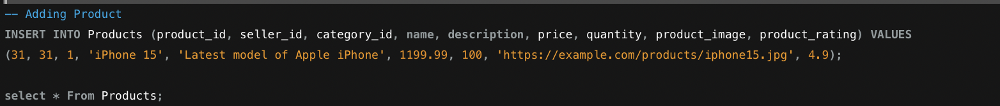 -- Adding Product
INSERT INTO Products (product_id, seller_id, category_id, name, description, price, quantity, product_image, product_rating) VALUES
(31, 31, 1, 'iPhone 15', 'Latest model of Apple iPhone', 1199.99, 100, 'https://example.com/products/iphone15.jpg', 4.9);
select * From Products;